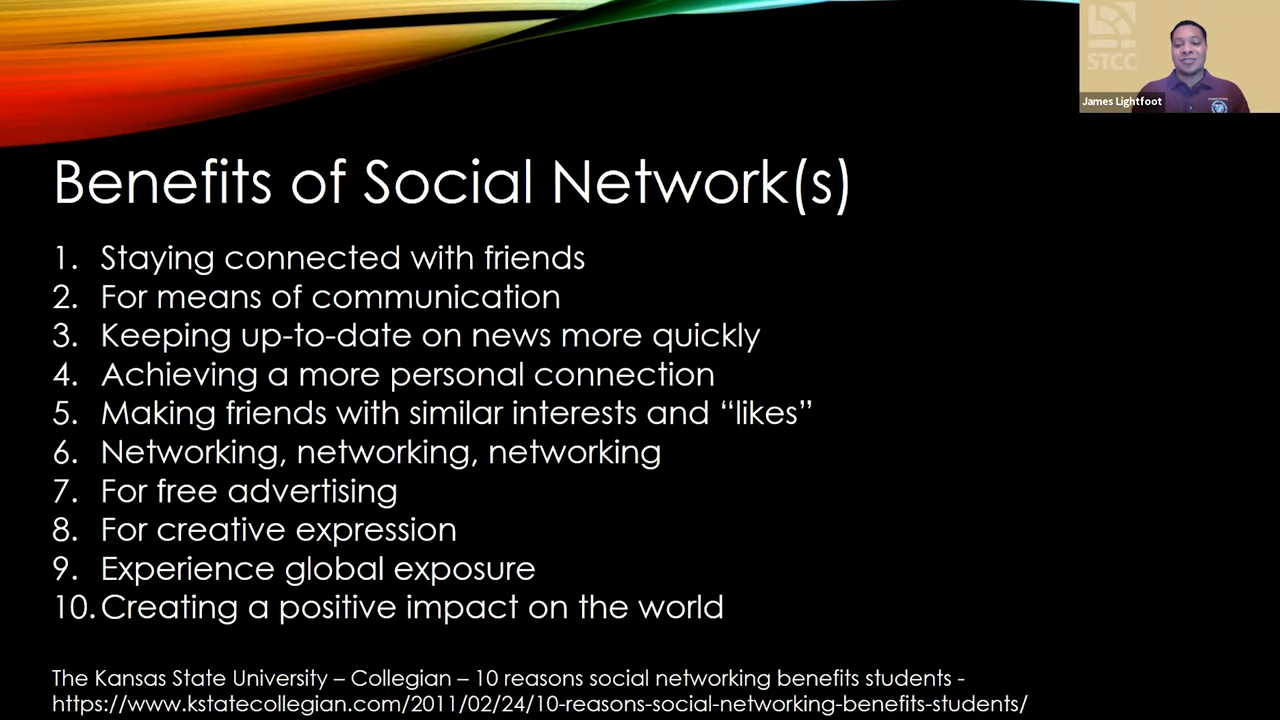 STCC
James Lightfoot
Benefits of Social Network(s)
1. Staying connected with friends
2. For means of communication
3. Keeping up-to-date on news more quickly
4. Achieving a more personal connection
5. Making friends with similar interests and “likes”
6. Networking, networking, networking
7. For free advertising
8. For creative expression
9. Experience global exposure
10. Creating a positive impact on the world
The Kansas State University – Collegian – 10 reasons social networking benefits students -
https://www.kstatecollegian.com/2011/02/24/10-reasons-social-networking-benefits-students/